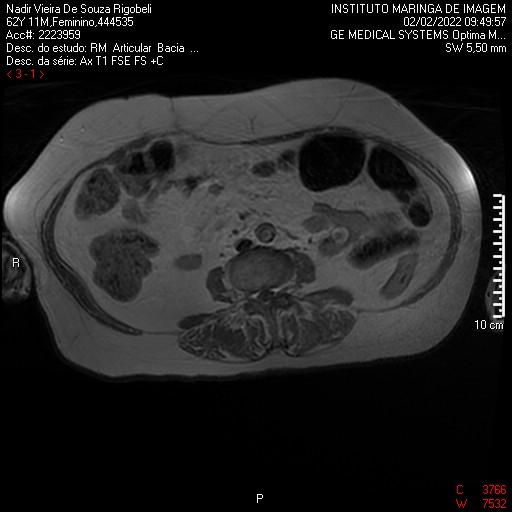 Nadir Vieira De Souza Rigobeli
62Y 11M,Feminino,444535
Acc#: 2223959
Desc. do estudo: RM Articular Bacia ...
Desc. da série: Ax T1 FSE FS +C
< 3-1 >
INSTITUTO MARINGA DE IMAGEM
02/02/2022 09:49:57
GE MEDICAL SYSTEMS Optima M...
SW 5,50 mm
R
10 cm
P
C 3766
W 7532